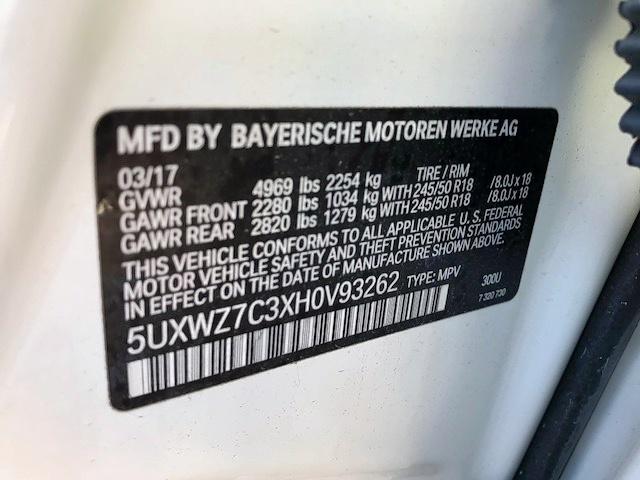 MFD BY BAYERISCHE MOTOREN WERKE AG
03/17 TIRE / RIM
GVWR 4969 lbs 2254 kg
GAWR FRONT 2280 lbs 1034 kg WITH 245/50 R18 /8.0J x 18
GAWR REAR 2820 lbs 1279 kg WITH 245/50 R18 /8.0J x 18
THIS VEHICLE CONFORMS TO ALL APPLICABLE U.S. FEDERAL
MOTOR VEHICLE SAFETY AND THEFT PREVENTION STANDARDS
IN EFFECT ON THE DATE OF MANUFACTURE SHOWN ABOVE.
5UXWZ7C3XH0V93262 TYPE: MPV 300U
7 320 730